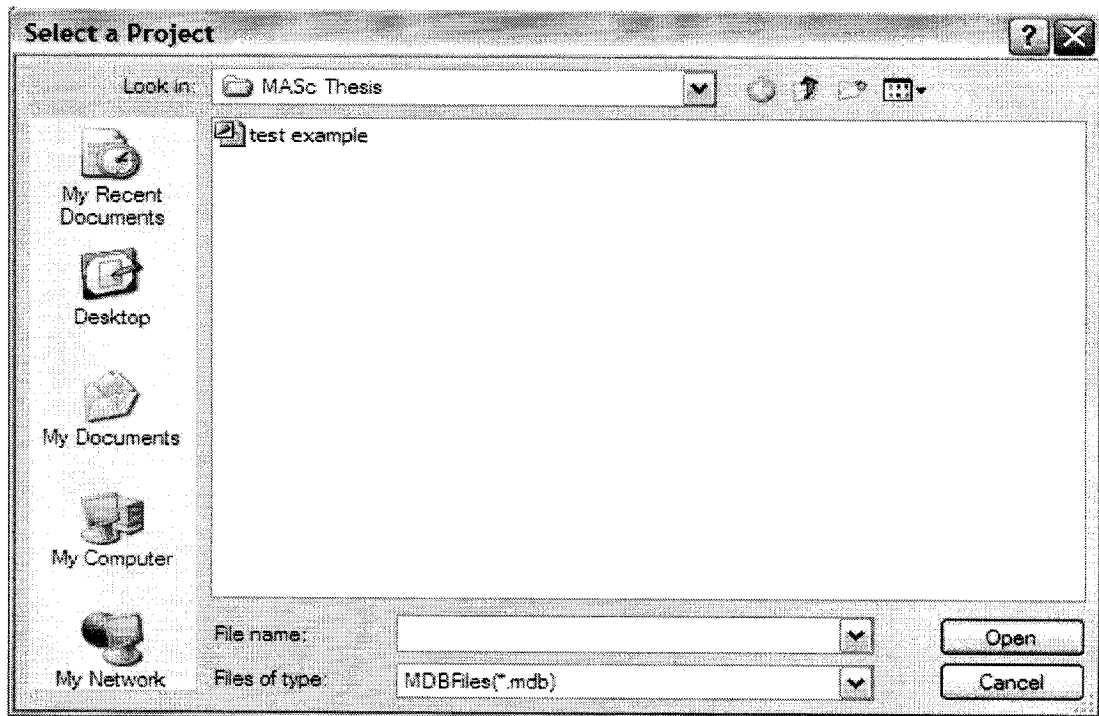 Select a Project
Look in: MASc Thesis
test example
My Recent
Documents
Desktop
My Documents
My Computer
My Network
File name:
Open
Files of type: MDBFiles(*.mdb)
Cancel